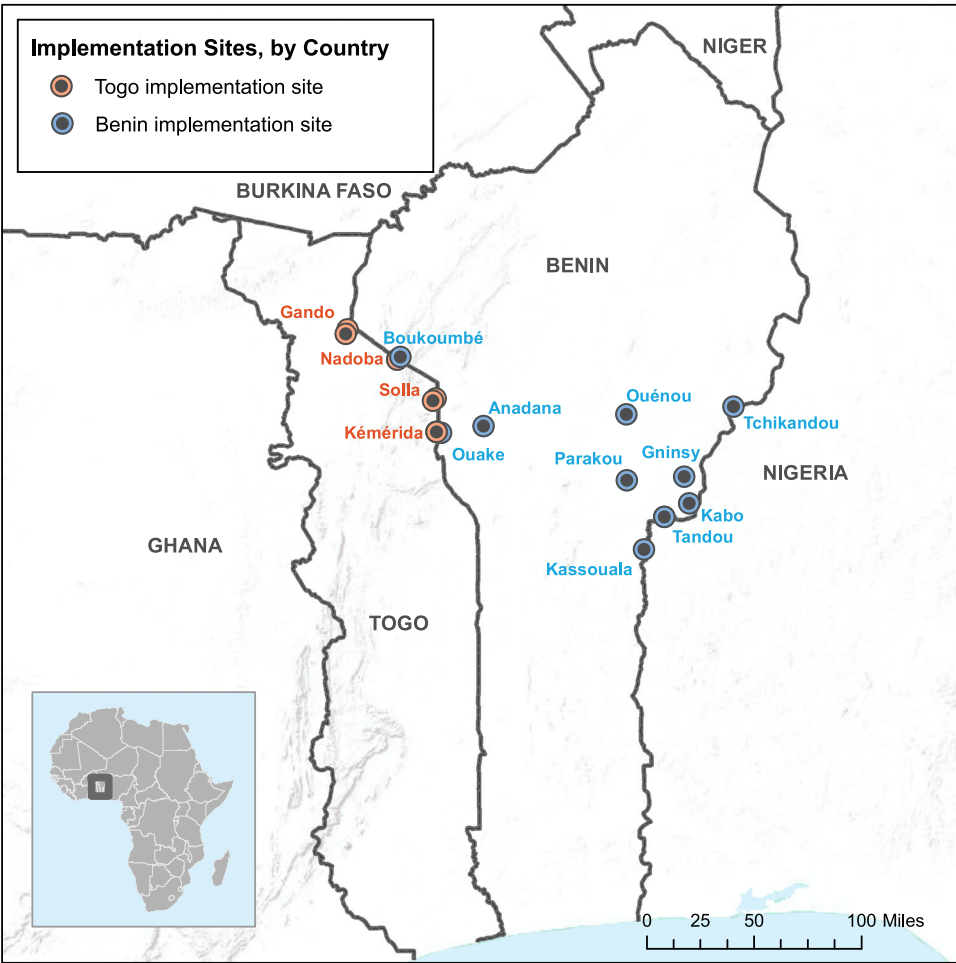 Implementation Sites, by Country
Togo implementation site
Benin implementation site
NIGER
BURKINA FASO
BENIN
Gando
Boukoumbé
Nadoba
Solla
Anadana
Ouénou
Tchikandou
Kémérida
Ouake
Parakou
Gninsy
NIGERIA
Kabo
Tandou
GHANA
Kassouala
TOGO
0 25 50 100 Miles